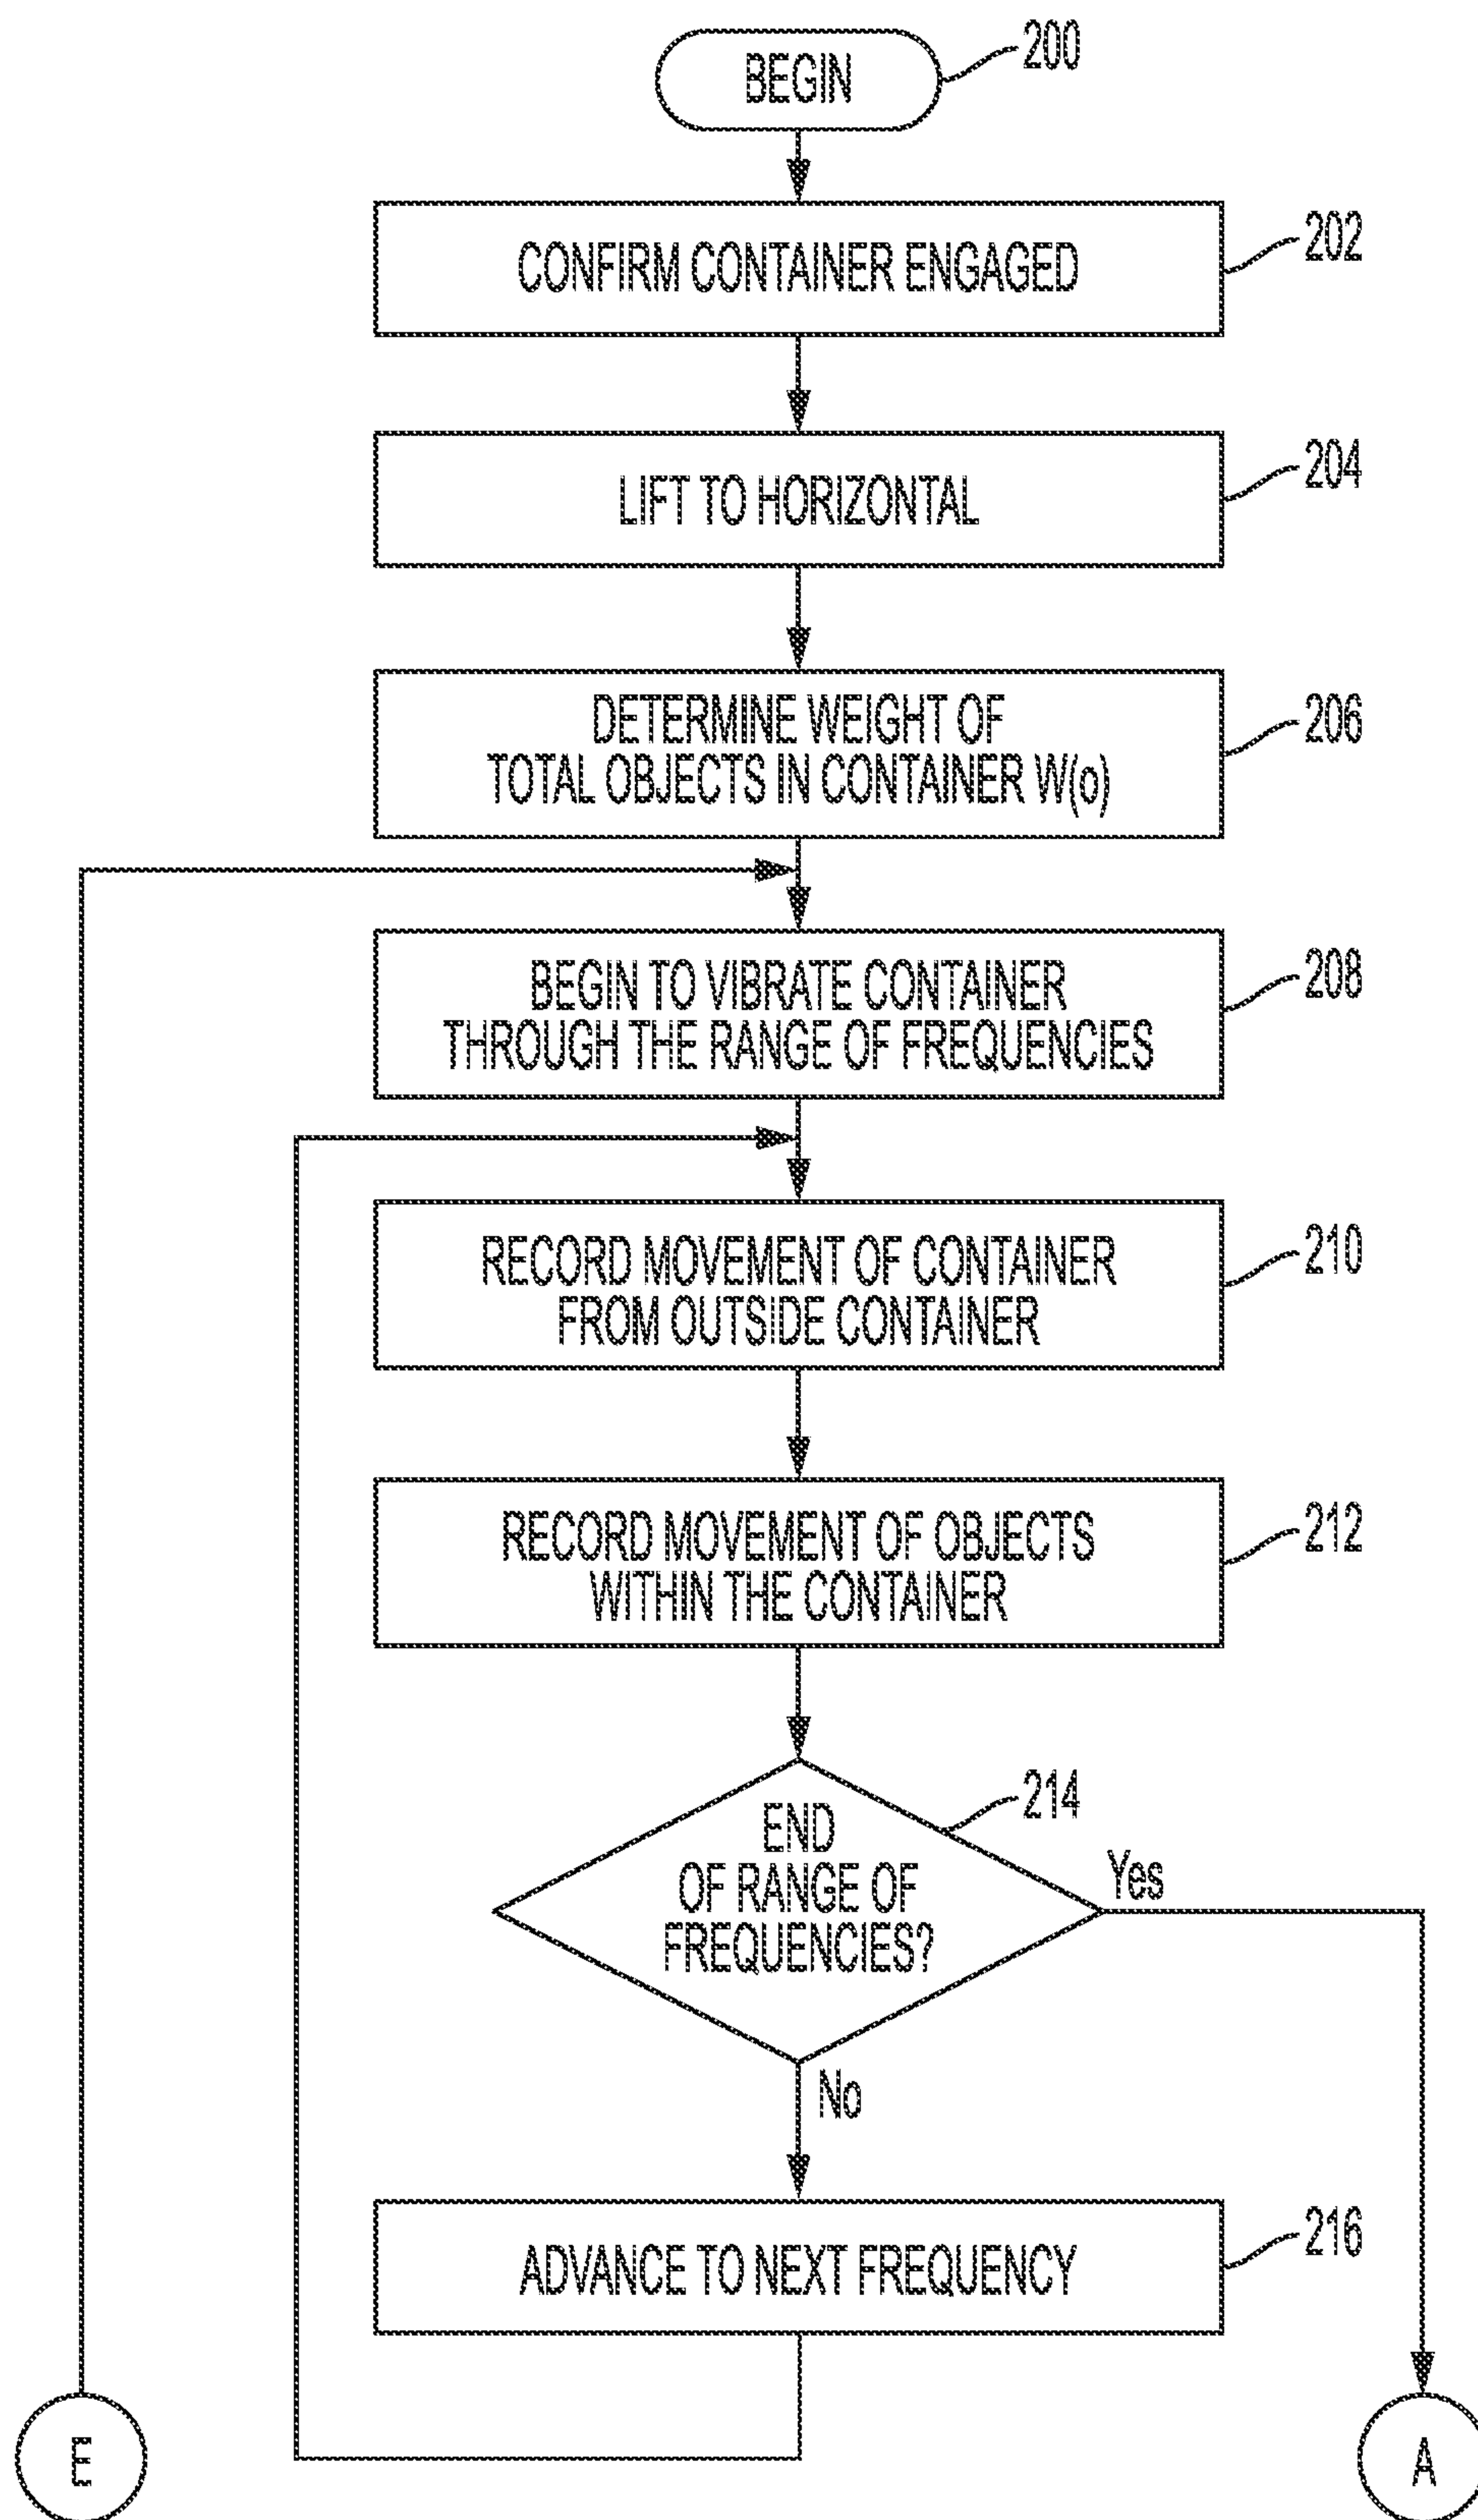 BEGIN
200
CONFIRM CONTAINER ENGAGED
202
LIFT TO HORIZONTAL
204
DETERMINE WEIGHT OF
TOTAL OBJECTS IN CONTAINER W(o)
206
BEGIN TO VIBRATE CONTAINER
THROUGH THE RANGE OF FREQUENCIES
208
RECORD MOVEMENT OF CONTAINER
FROM OUTSIDE CONTAINER
210
RECORD MOVEMENT OF OBJECTS
WITHIN THE CONTAINER
212
END
OF RANGE OF
FREQUENCIES?
214
Yes
No
ADVANCE TO NEXT FREQUENCY
216
E
A